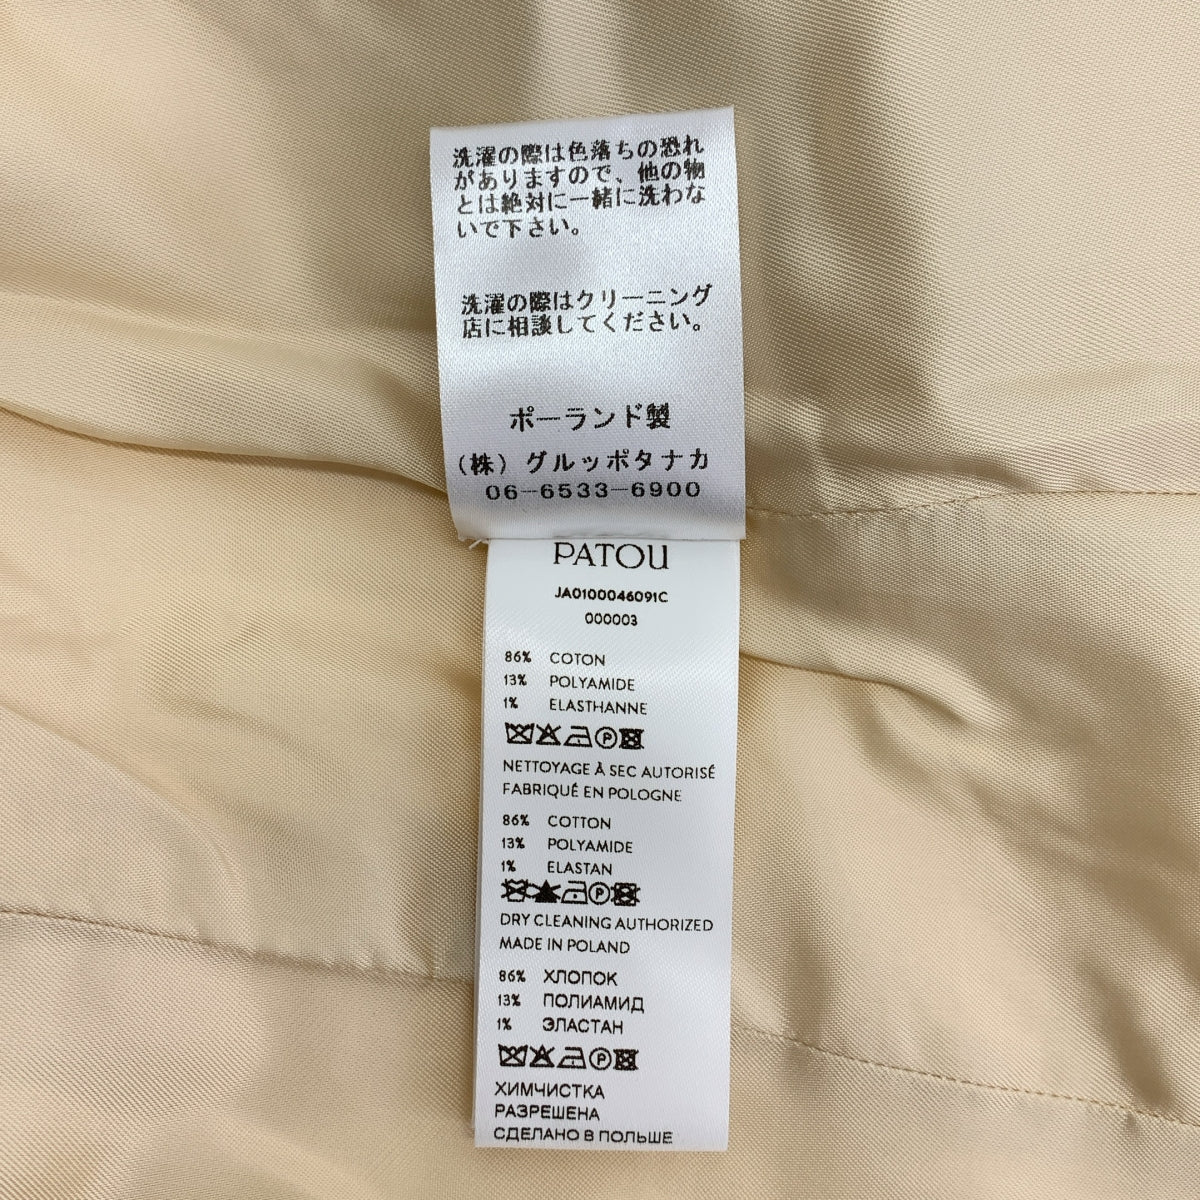 洗濯の際は色落ちの恐れ
がありますので、他の物
とは絶対に一緒に洗わな
いで下さい。
洗濯の際はクリーニング
店に相談してください。
ポーランド製
(株)グルッポタナカ
06-6533-6900
PATOU
JA0100046091C
000003
86% COTON
13% POLYAMIDE
1% ELASTHANNE
P
NETTOYAGE À SEC AUTORISÉ
FABRIQUÉ EN POLOGNE
86% COTTON
13% POLYAMIDE
1% ELASTAN
P
DRY CLEANING AUTHORIZED
MADE IN POLAND
86% ХЛОПОК
13% ПОЛИАМИД
1% ЭЛАСТАН
P
ХИМЧИСТКА
РАЗРЕШЕНА
СДЕЛАНО В ПОЛЬШЕ